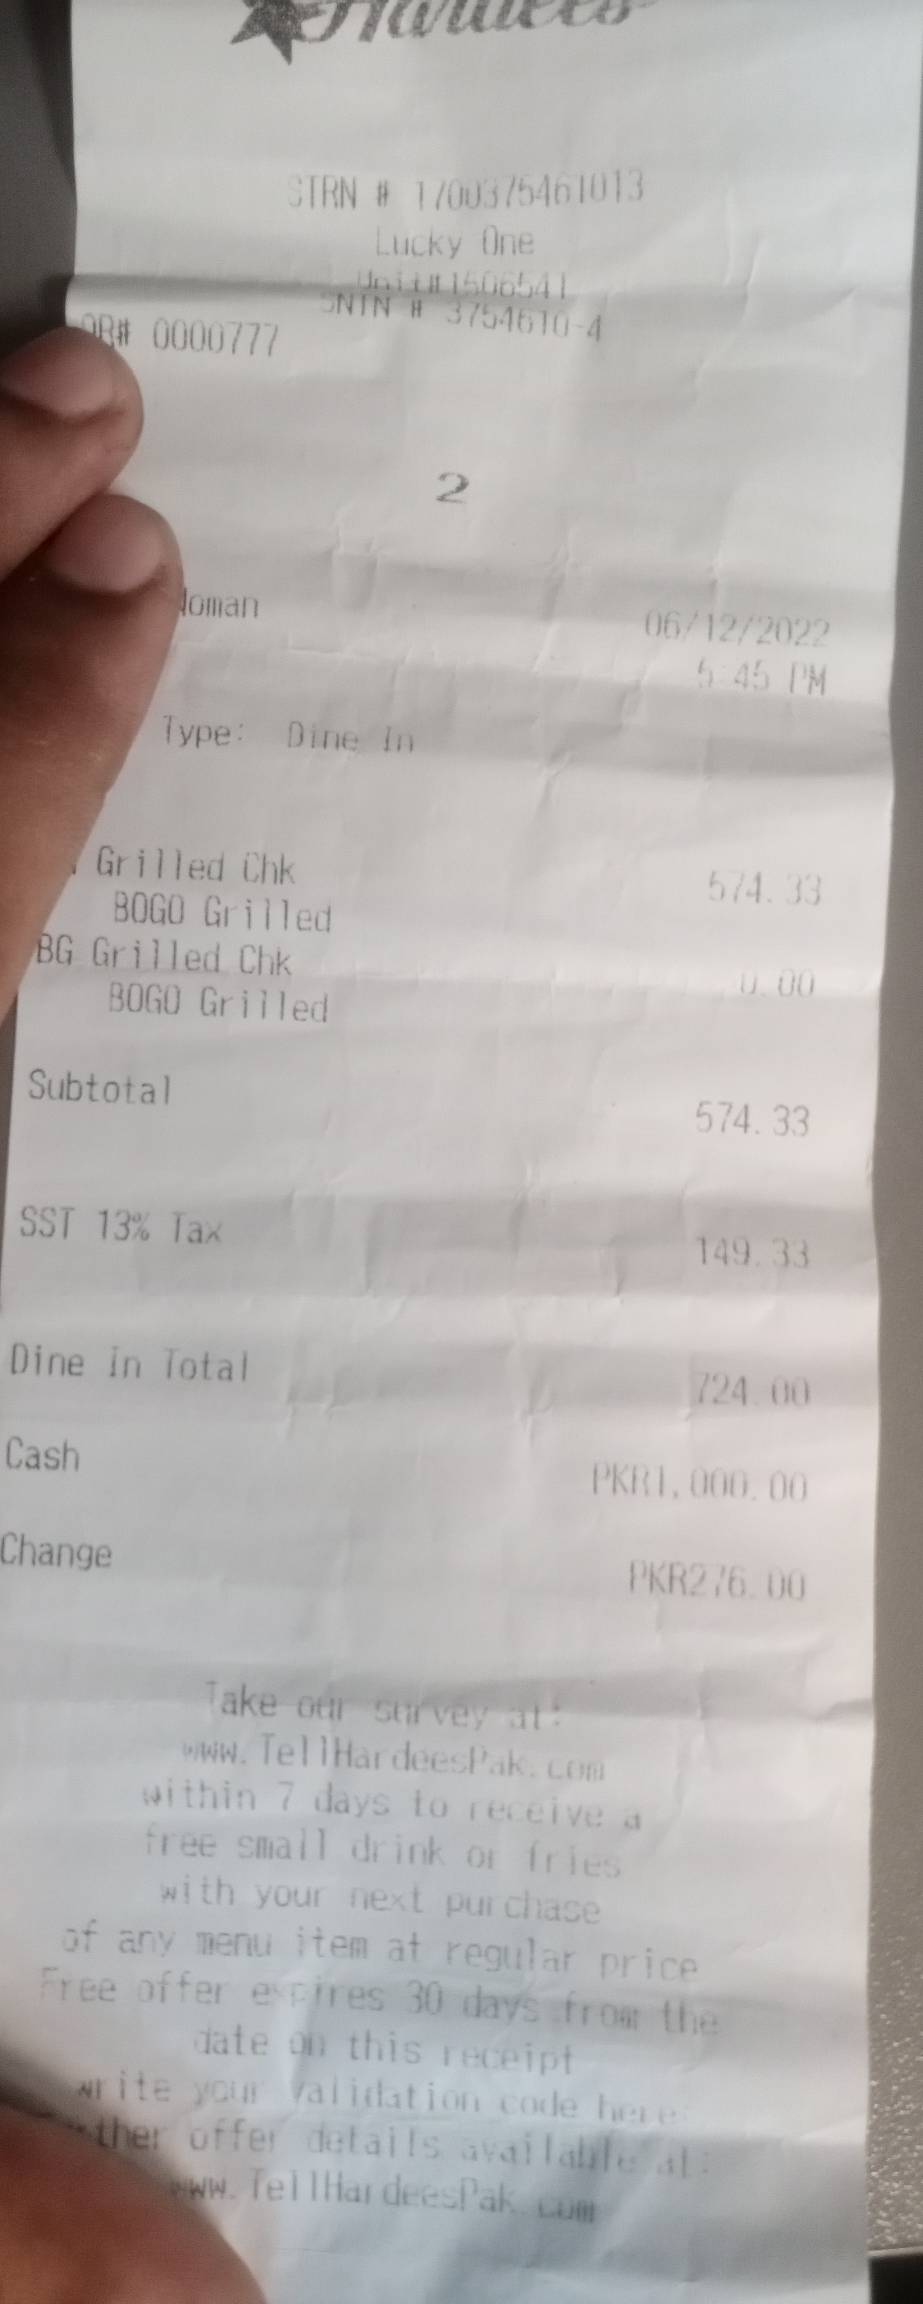 Hardees
STRN # 1700375461013
Lucky One
Unit#1506541
SNTN # 3754610-4
OB# 0000777
2
Noman
06/12/2022
5:45 PM
Type: Dine In
Grilled Chk 574.33
BOGO Grilled
BG Grilled Chk 0.00
BOGO Grilled
Subtotal 574.33
SST 13% Tax 149.33
Dine In Total 724.00
Cash PKR1,000.00
Change PKR276.00
Take our survey at:
www.TellHardeesPak.com
within 7 days to receive a
free small drink or fries
with your next purchase
of any menu item at regular price
Free offer expires 30 days from the
date on this receipt
write your validation code here:
ther offer details available at:
www.TellHardeesPak.com